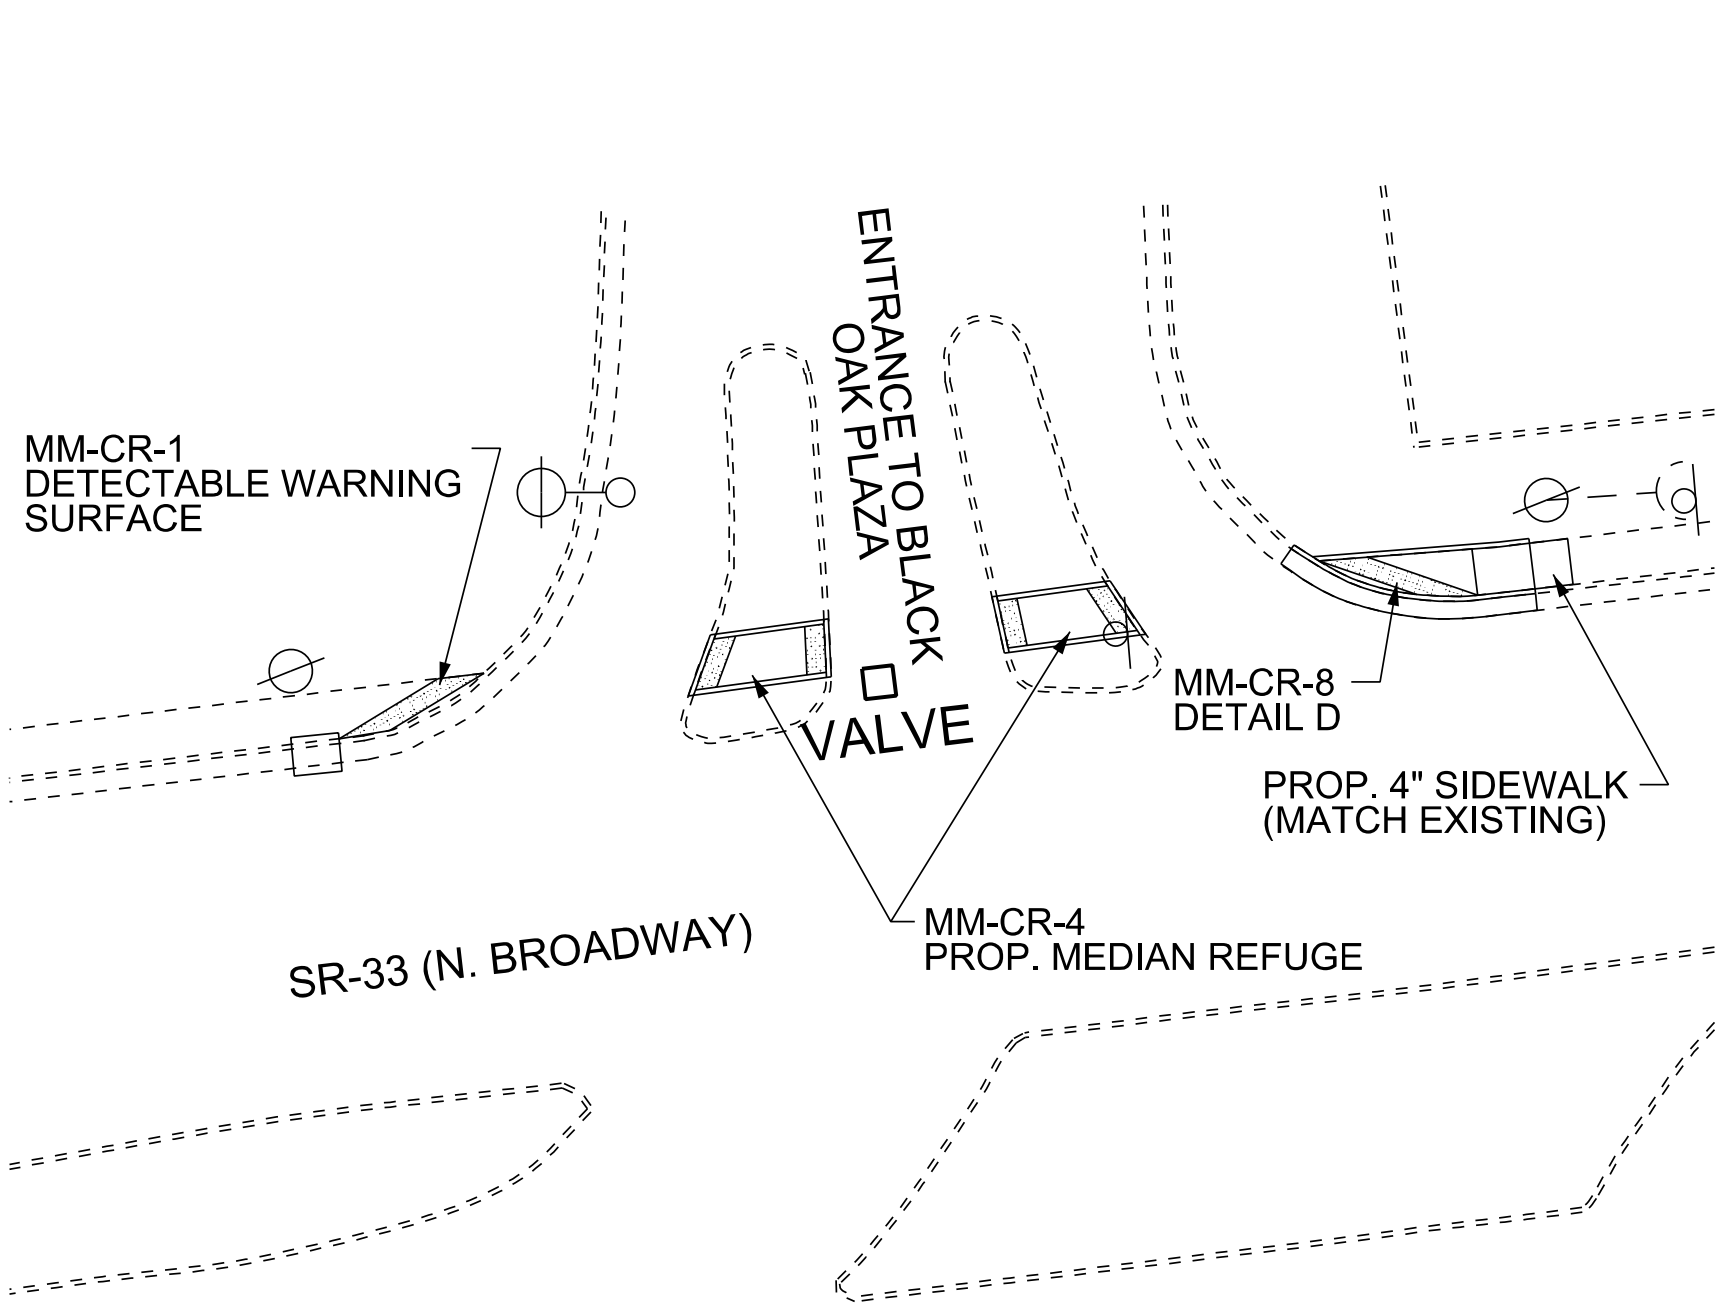 ENTRANCE TO BLACK
OAK PLAZA
MM-CR-1
DETECTABLE WARNING
SURFACE
VALVE
MM-CR-8
DETAIL D
PROP. 4" SIDEWALK
(MATCH EXISTING)
MM-CR-4
PROP. MEDIAN REFUGE
SR-33 (N. BROADWAY)